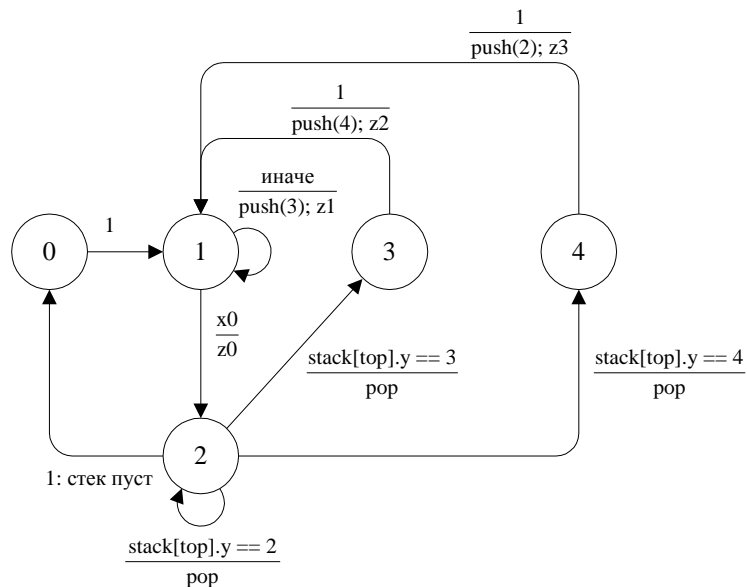 1
push(2); z3
1
push(4); z2
иначе
push(3); z1
1
0
1
3
4
x0
z0
stack[top].y == 3
pop
stack[top].y == 4
pop
2
1: стек пуст
stack[top].y == 2
pop